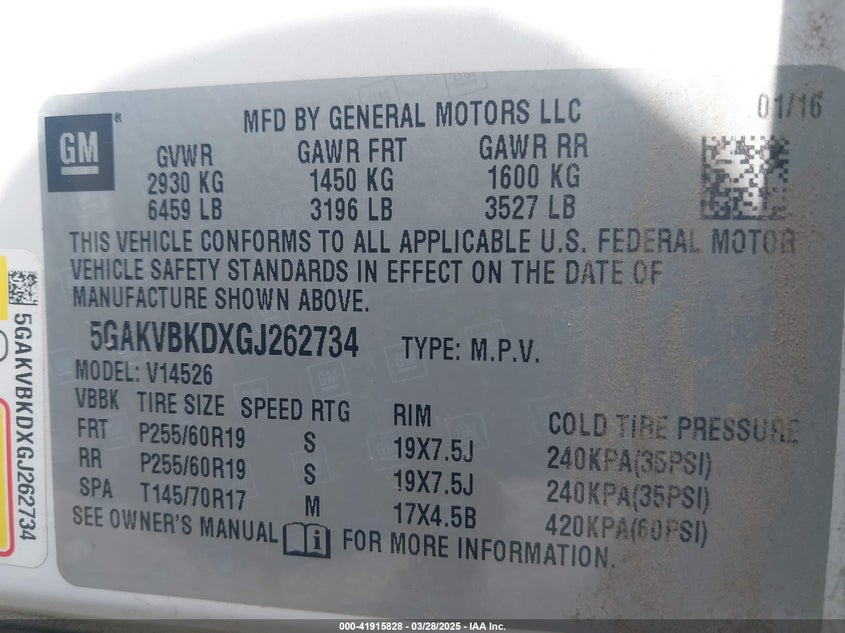 GM
MFD BY GENERAL MOTORS LLC 01/16
GVWR GAWR FRT GAWR RR
2930 KG 1450 KG 1600 KG
6459 LB 3196 LB 3527 LB
THIS VEHICLE CONFORMS TO ALL APPLICABLE U.S. FEDERAL MOTOR
VEHICLE SAFETY STANDARDS IN EFFECT ON THE DATE OF
MANUFACTURE SHOWN ABOVE.
5GAKVBKDXGJ262734 TYPE: M.P.V.
MODEL: V14526
VBBK TIRE SIZE SPEED RTG RIM COLD TIRE PRESSURE
FRT P255/60R19 S 19X7.5J 240KPA(35PSI)
RR P255/60R19 S 19X7.5J 240KPA(35PSI)
SPA T145/70R17 M 17X4.5B 420KPA(60PSI)
SEE OWNER'S MANUAL FOR MORE INFORMATION.
5GAKVBKDXGJ262734
000-41915828 | 03/28/2025 - IAA Inc.